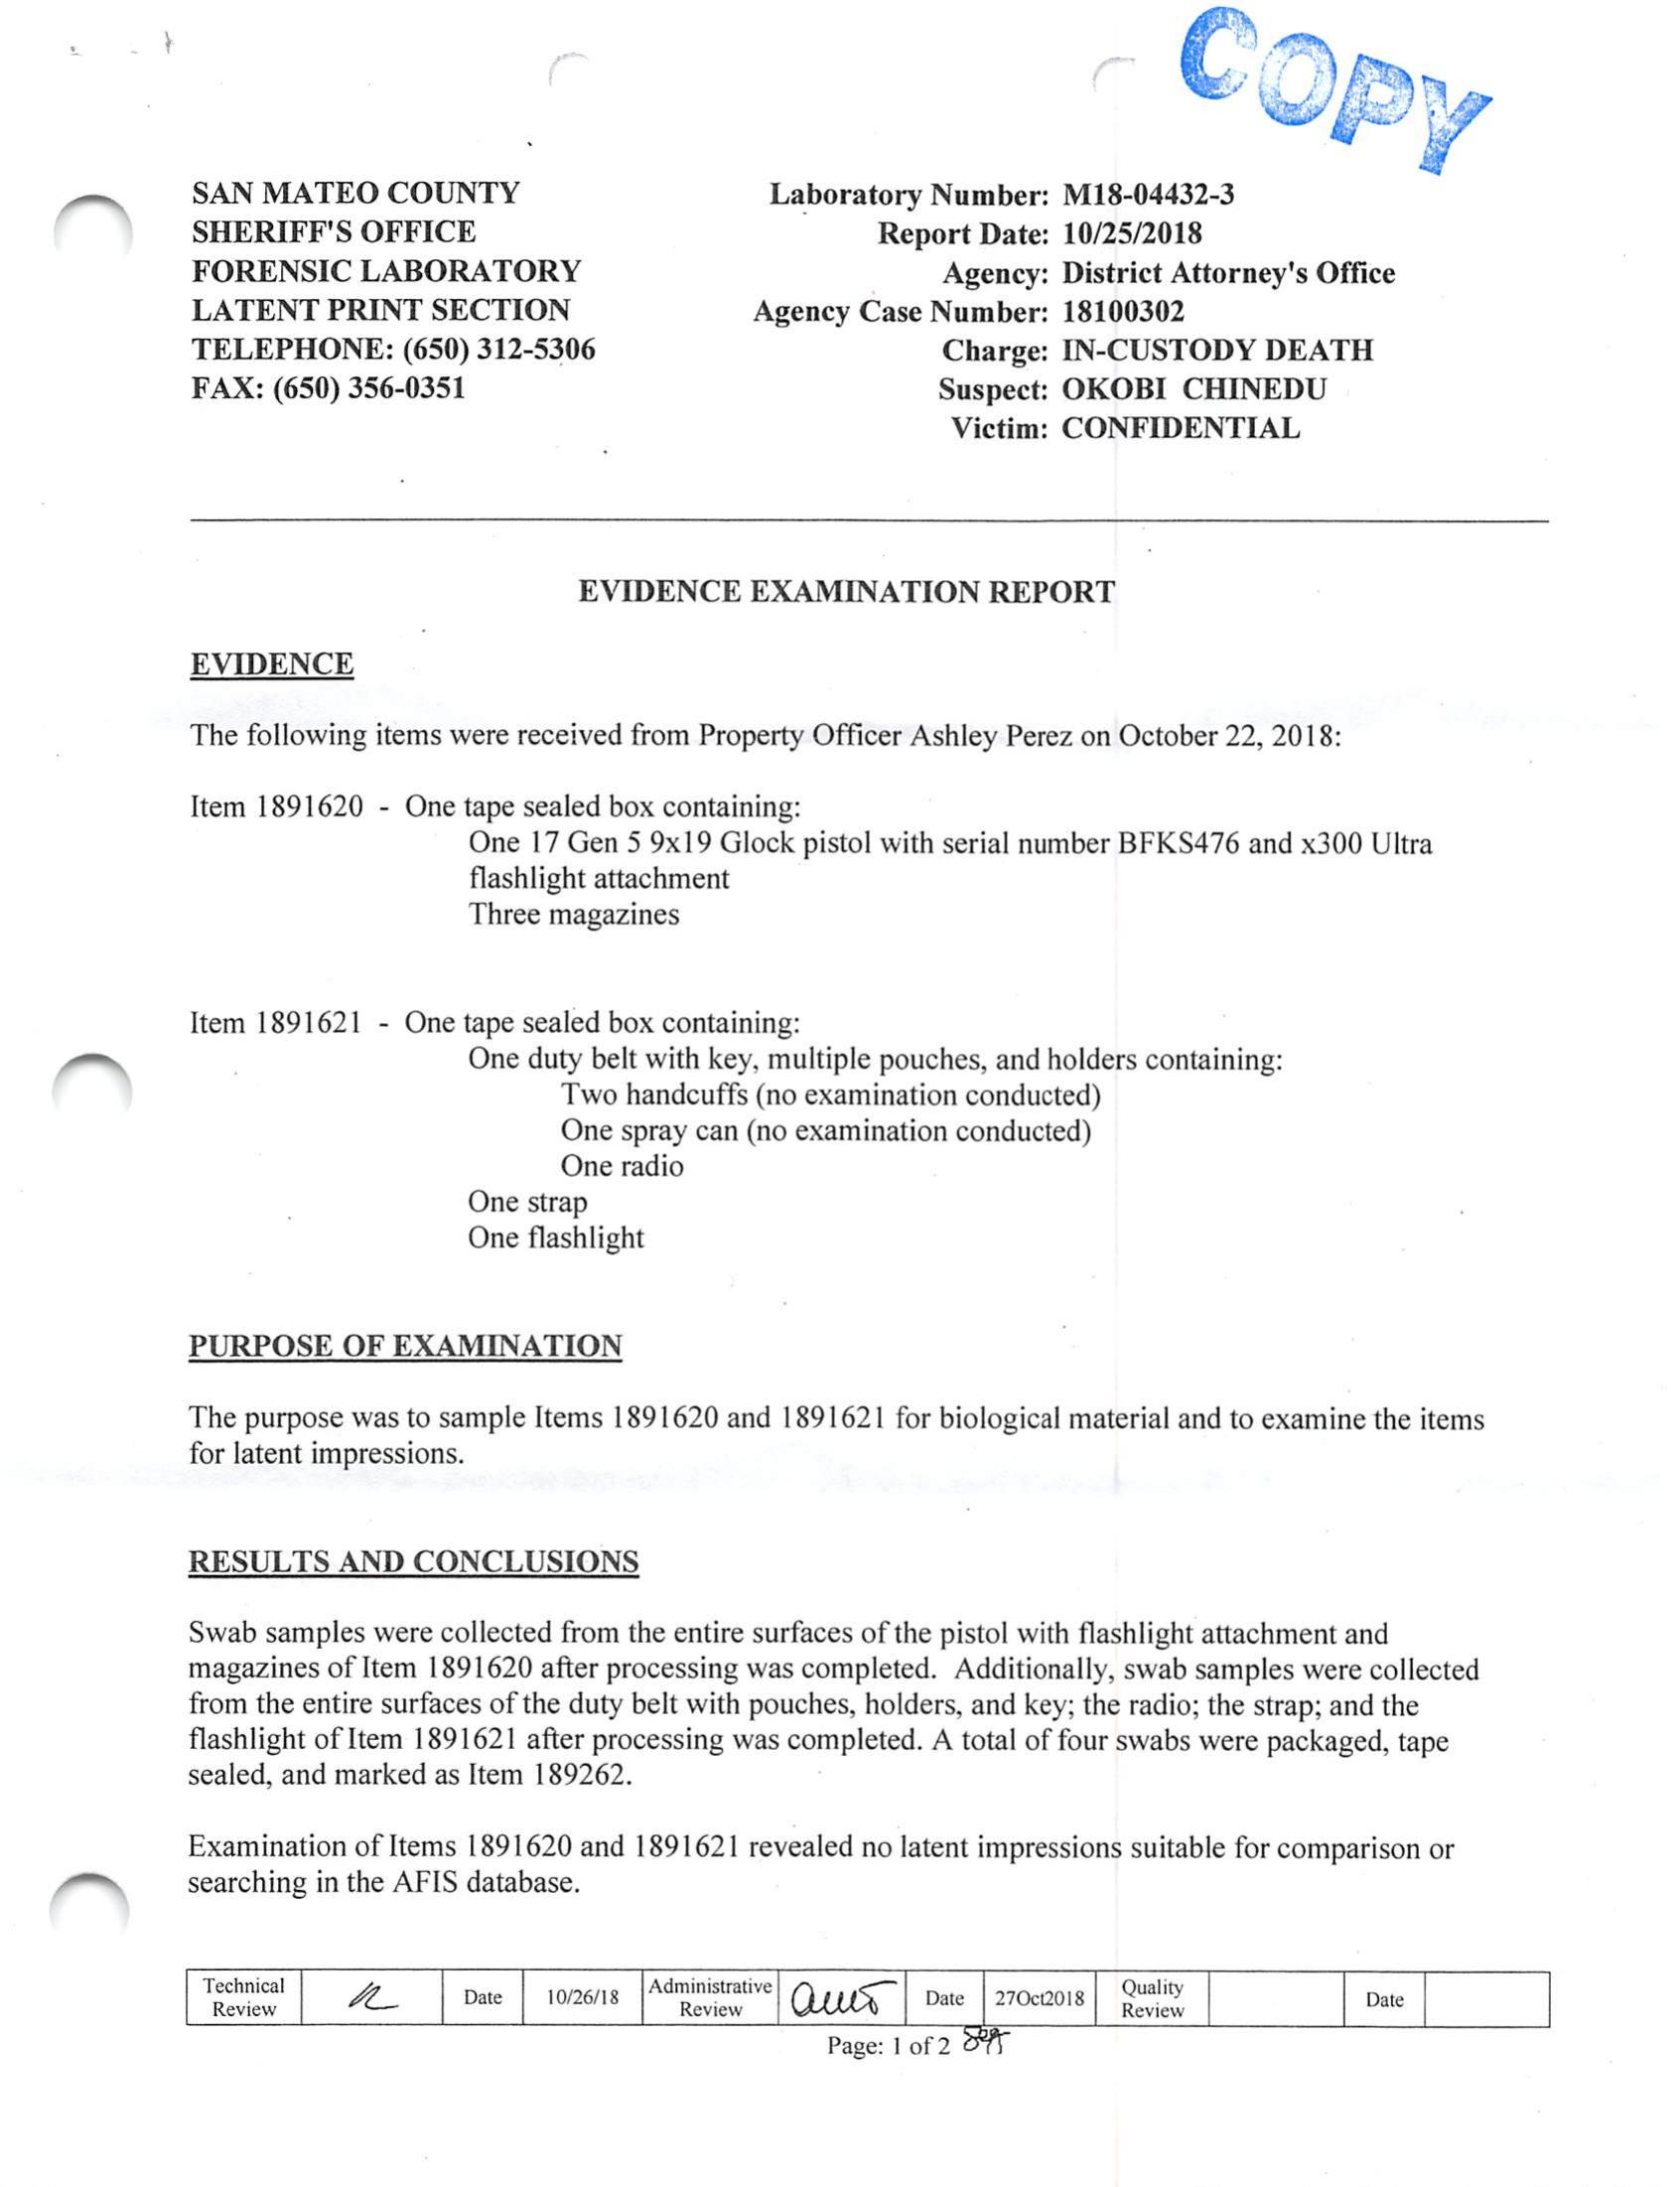 COPY
SAN MATEO COUNTY
SHERIFF'S OFFICE
FORENSIC LABORATORY
LATENT PRINT SECTION
TELEPHONE: (650) 312-5306
FAX: (650) 356-0351
Laboratory Number: M18-04432-3
Report Date: 10/25/2018
Agency: District Attorney's Office
Agency Case Number: 18100302
Charge: IN-CUSTODY DEATH
Suspect: OKOBI CHINEDU
Victim: CONFIDENTIAL
EVIDENCE EXAMINATION REPORT
EVIDENCE
The following items were received from Property Officer Ashley Perez on October 22, 2018:
Item 1891620 - One tape sealed box containing:
One 17 Gen 5 9x19 Glock pistol with serial number BFKS476 and x300 Ultra
flashlight attachment
Three magazines
Item 1891621 - One tape sealed box containing:
One duty belt with key, multiple pouches, and holders containing:
Two handcuffs (no examination conducted)
One spray can (no examination conducted)
One radio
One strap
One flashlight
PURPOSE OF EXAMINATION
The purpose was to sample Items 1891620 and 1891621 for biological material and to examine the items
for latent impressions.
RESULTS AND CONCLUSIONS
Swab samples were collected from the entire surfaces of the pistol with flashlight attachment and
magazines of Item 1891620 after processing was completed. Additionally, swab samples were collected
from the entire surfaces of the duty belt with pouches, holders, and key; the radio; the strap; and the
flashlight of Item 1891621 after processing was completed. A total of four swabs were packaged, tape
sealed, and marked as Item 189262.
Examination of Items 1891620 and 1891621 revealed no latent impressions suitable for comparison or
searching in the AFIS database.
Technical Review Date 10/26/18 Administrative Review Date 27Oct2018 Quality Review Date
Page: 1 of 2